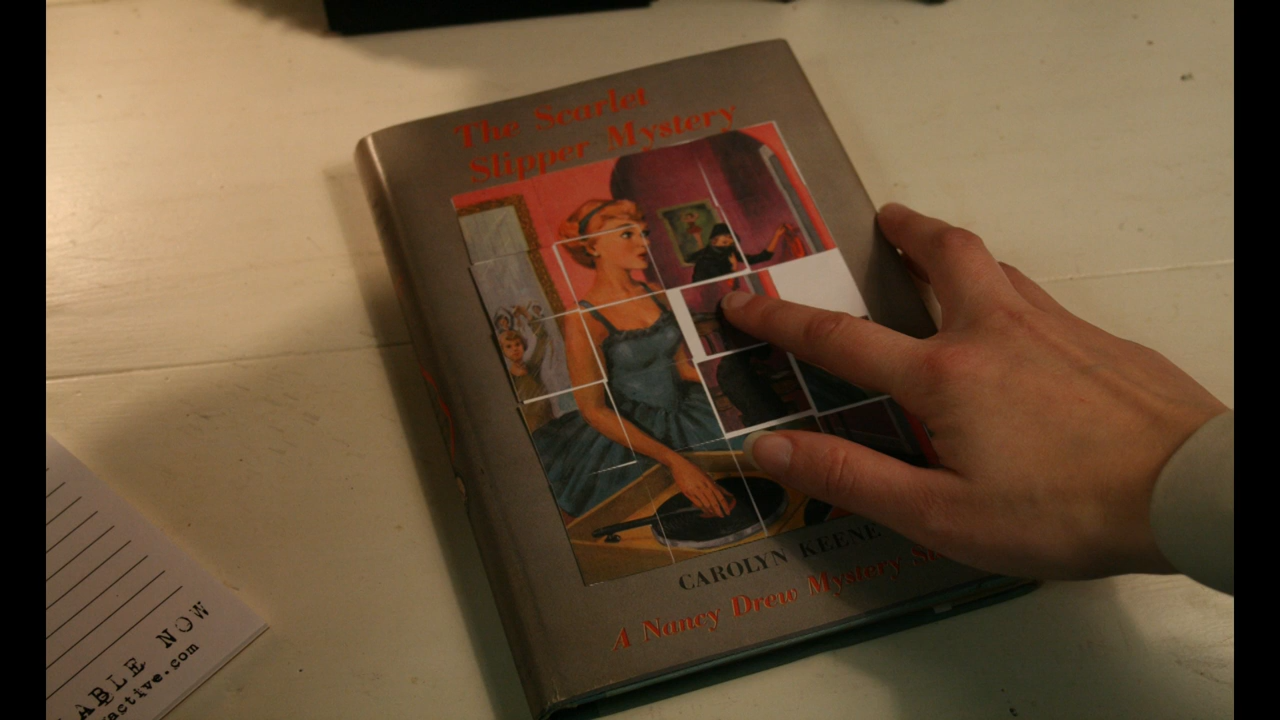 The Scarlet
Slipper Mystery
CAROLYN KEENE
A Nancy Drew Mystery
ABLE NOW
active.com